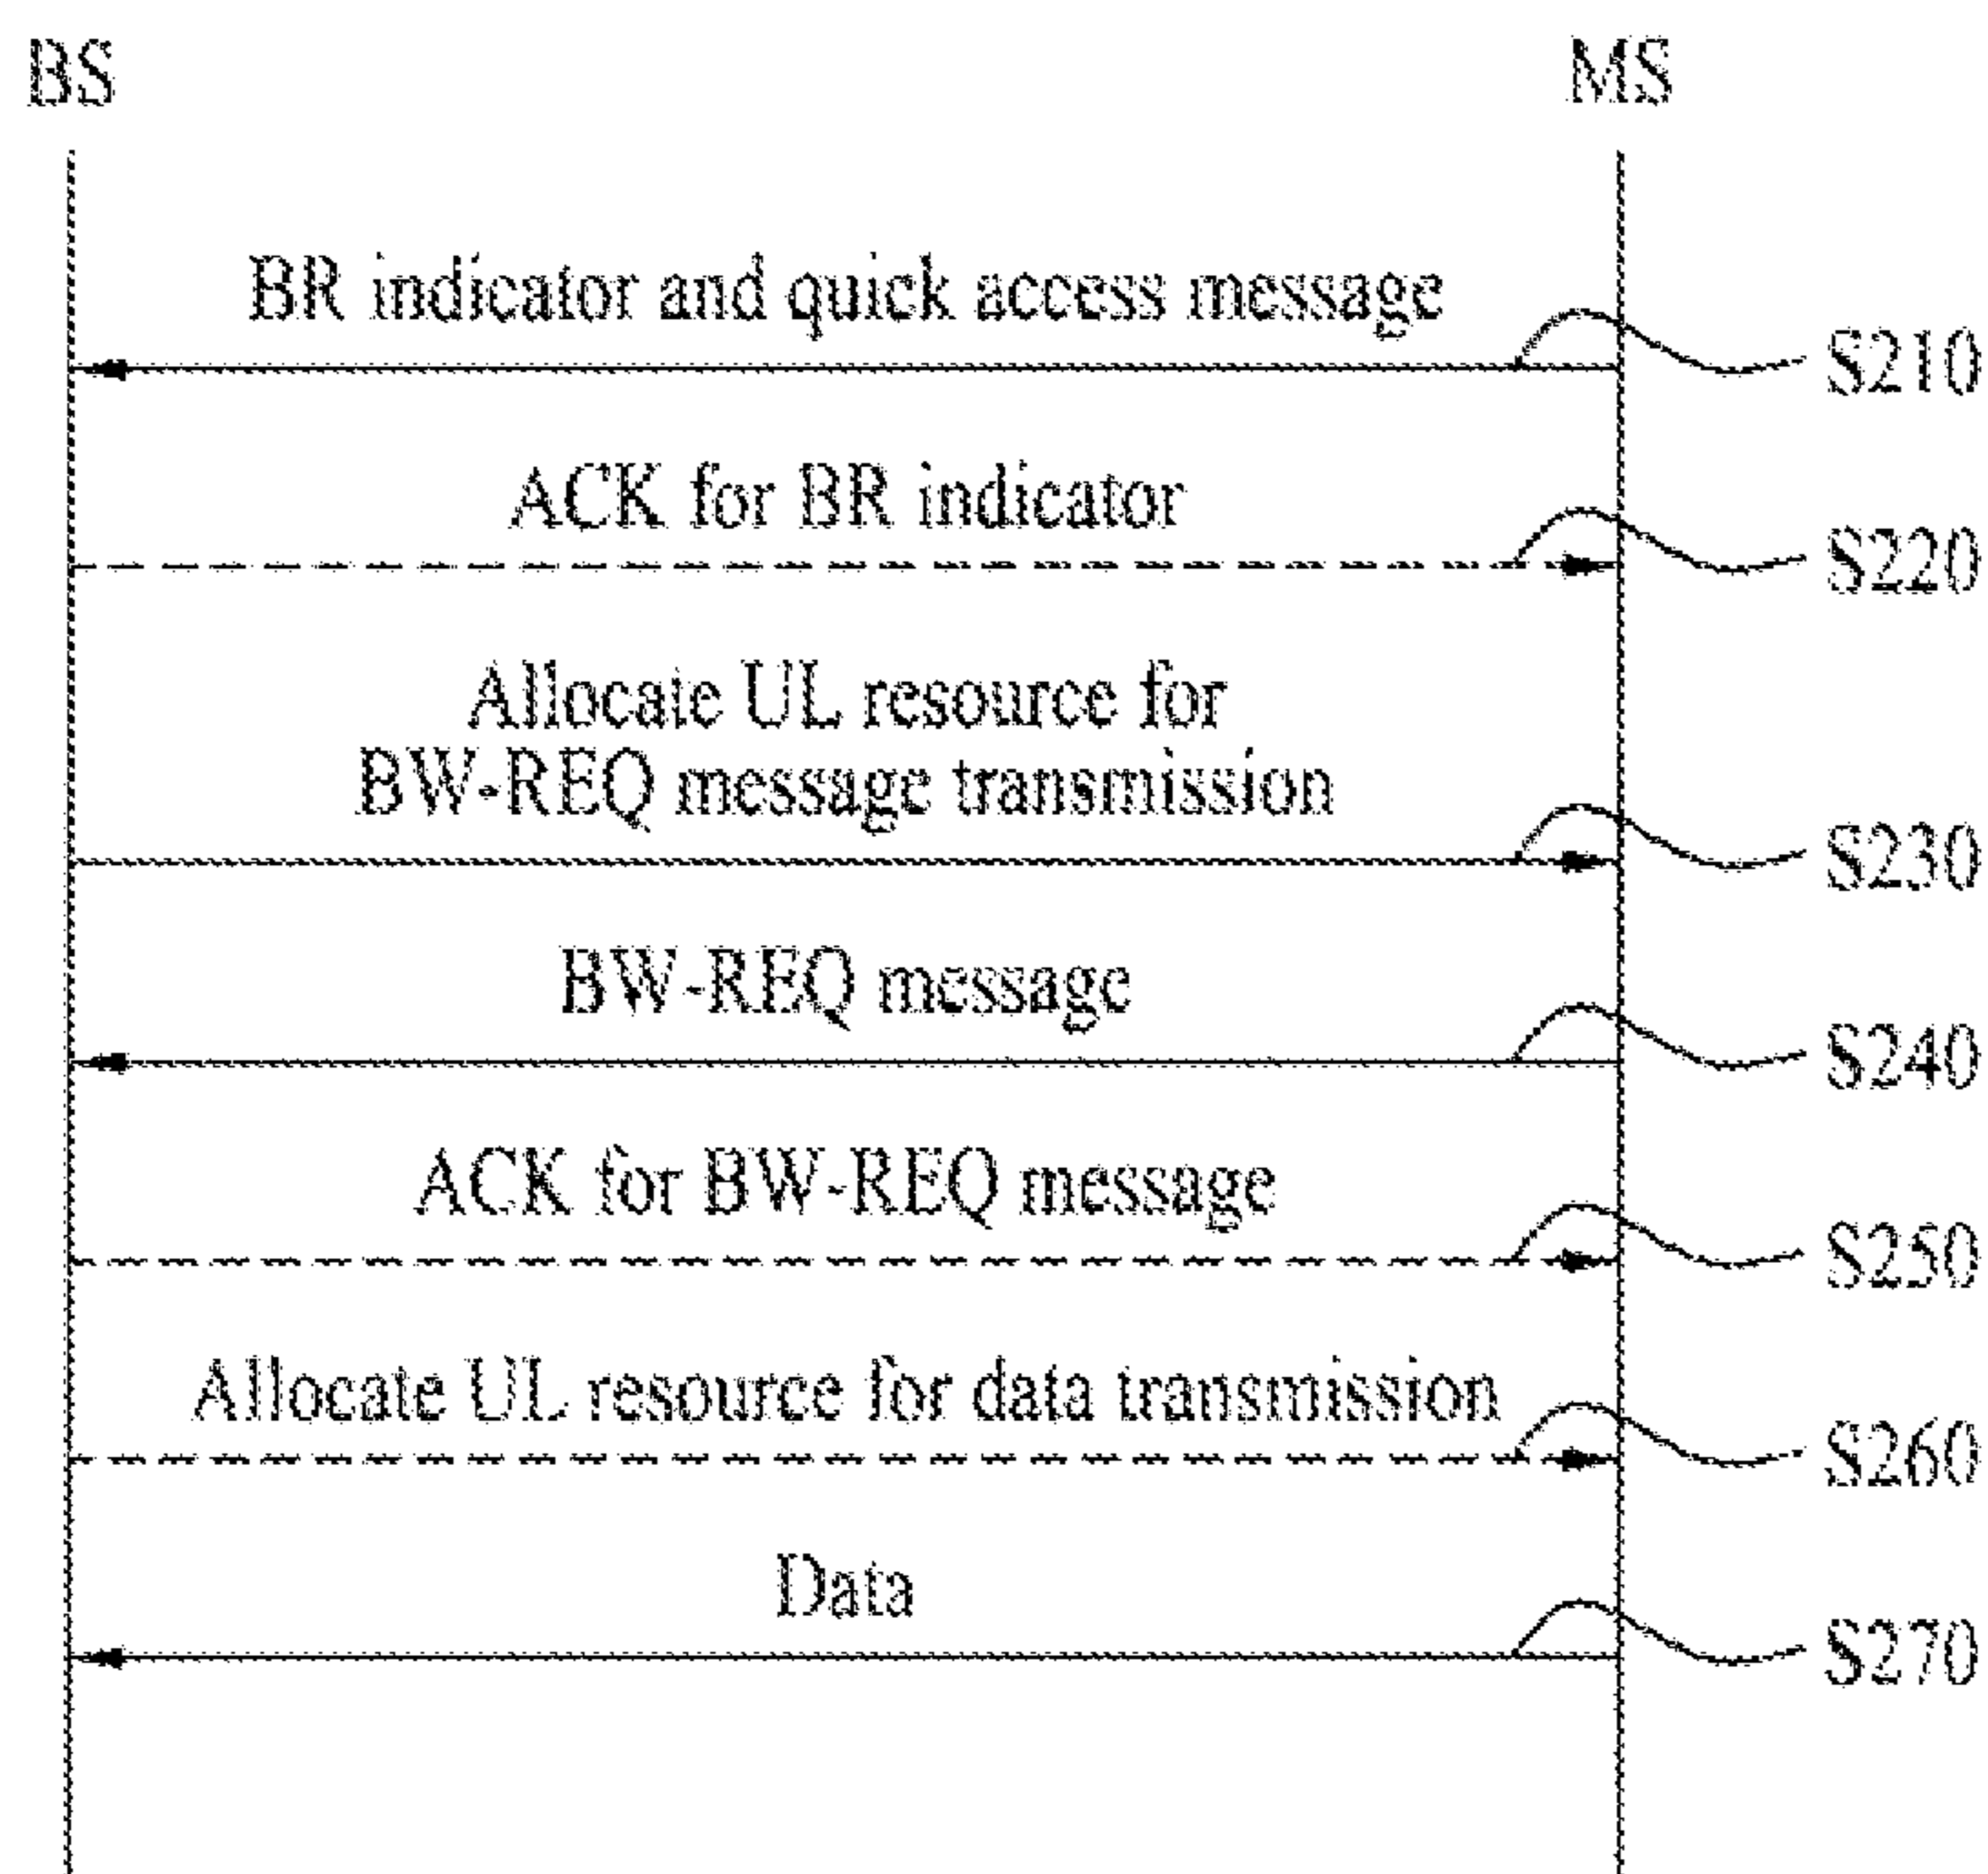 BS
MS
BR indicator and quick access message
S210
ACK for BR indicator
S220
Allocate UL resource for
BW-REQ message transmission
S230
BW-REQ message
S240
ACK for BW-REQ message
S250
Allocate UL resource for data transmission
S260
Data
S270